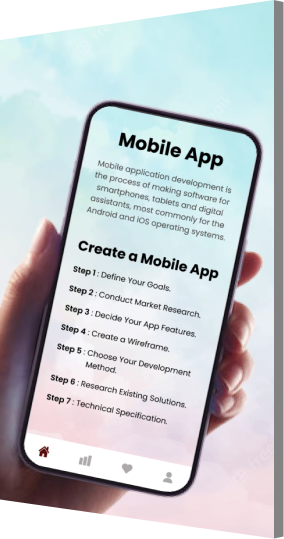 Mobile App
Mobile application development is
the process of making software for
smartphones, tablets and digital
assistants, most commonly for the
Android and iOS operating systems.
Create a Mobile App
Step 1 : Define Your Goals.
Step 2 : Conduct Market Research.
Step 3 : Decide Your App Features.
Step 4 : Create a Wireframe.
Step 5 : Choose Your Development
Method.
Step 6 : Research Existing Solutions.
Step 7 : Technical Specification.